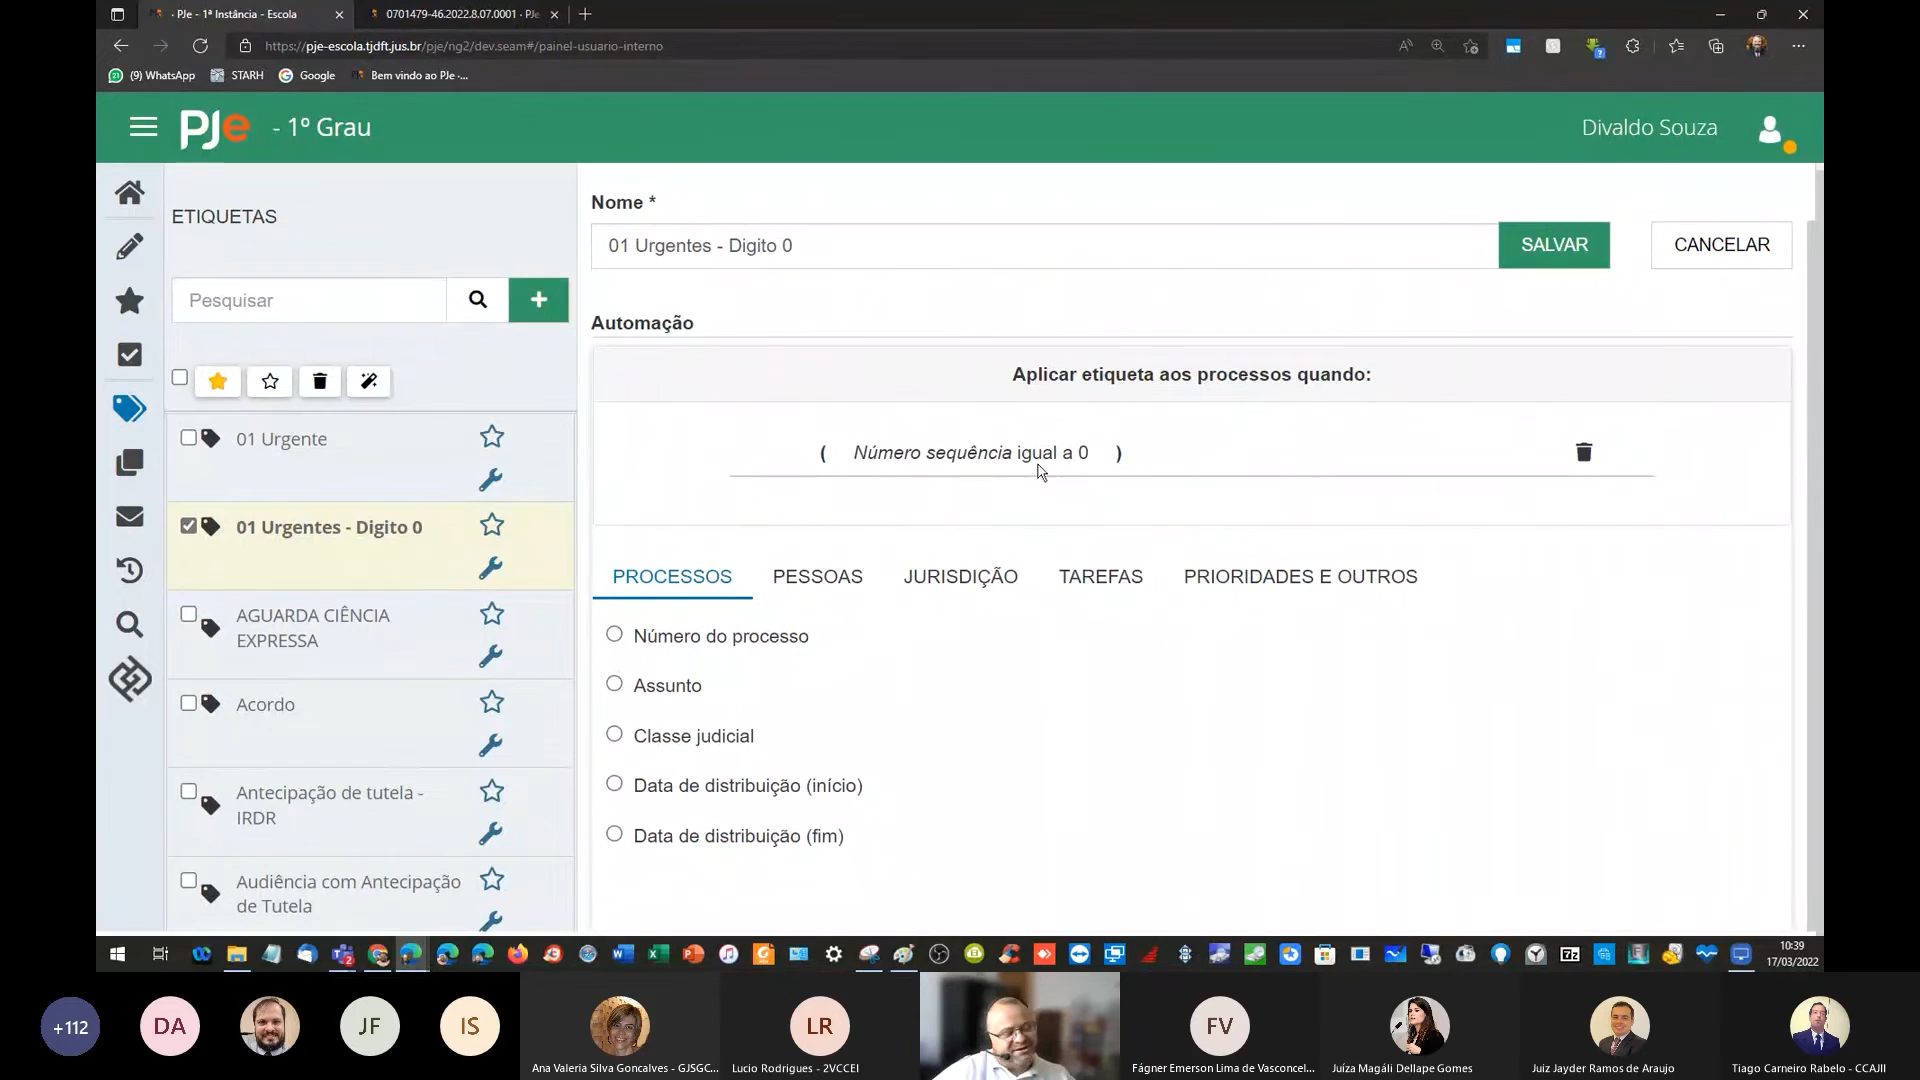 · PJe - 1ª Instância - Escola
0701479-46.2022.8.07.0001 · PJe
https://pje-escola.tjdft.jus.br/pje/ng2/dev.seam#/painel-usuario-interno
(9) WhatsApp
STARH
Google
Bem vindo ao PJe ·...
PJe - 1º Grau
Divaldo Souza
ETIQUETAS
Pesquisar
01 Urgente
01 Urgentes - Digito 0
AGUARDA CIÊNCIA
EXPRESSA
Acordo
Antecipação de tutela -
IRDR
Audiência com Antecipação
de Tutela
Nome *
01 Urgentes - Digito 0
SALVAR
CANCELAR
Automação
Aplicar etiqueta aos processos quando:
( Número sequência igual a 0 )
PROCESSOS
PESSOAS
JURISDIÇÃO
TAREFAS
PRIORIDADES E OUTROS
Número do processo
Assunto
Classe judicial
Data de distribuição (início)
Data de distribuição (fim)
10:39
17/03/2022
+112
DA
JF
IS
LR
FV
Ana Valeria Silva Goncalves - GJSGC...
Lucio Rodrigues - 2VCCEI
Fágner Emerson Lima de Vasconcel...
Juíza Magáli Dellape Gomes
Juiz Jayder Ramos de Araujo
Tiago Carneiro Rabelo - CCAJII